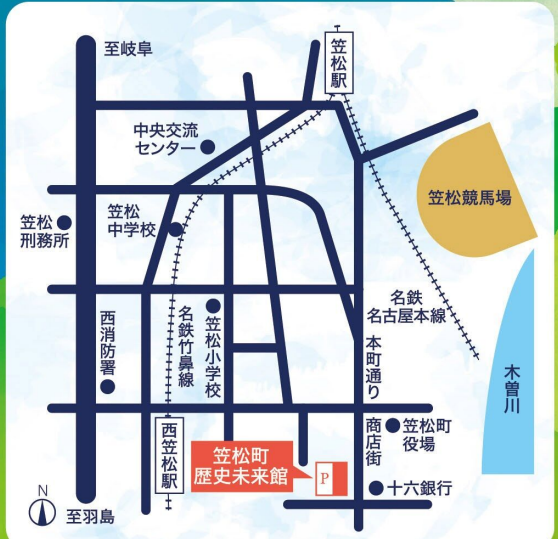 至岐阜
笠松駅
中央交流
センター
笠松競馬場
笠松
刑務所
笠松
中学校
名鉄
名古屋本線
西消防署
名鉄竹鼻線
笠松小学校
本町通り
木曽川
西笠松駅
笠松町
歴史未来館
P
商店街
笠松町
役場
十六銀行
N
至羽島